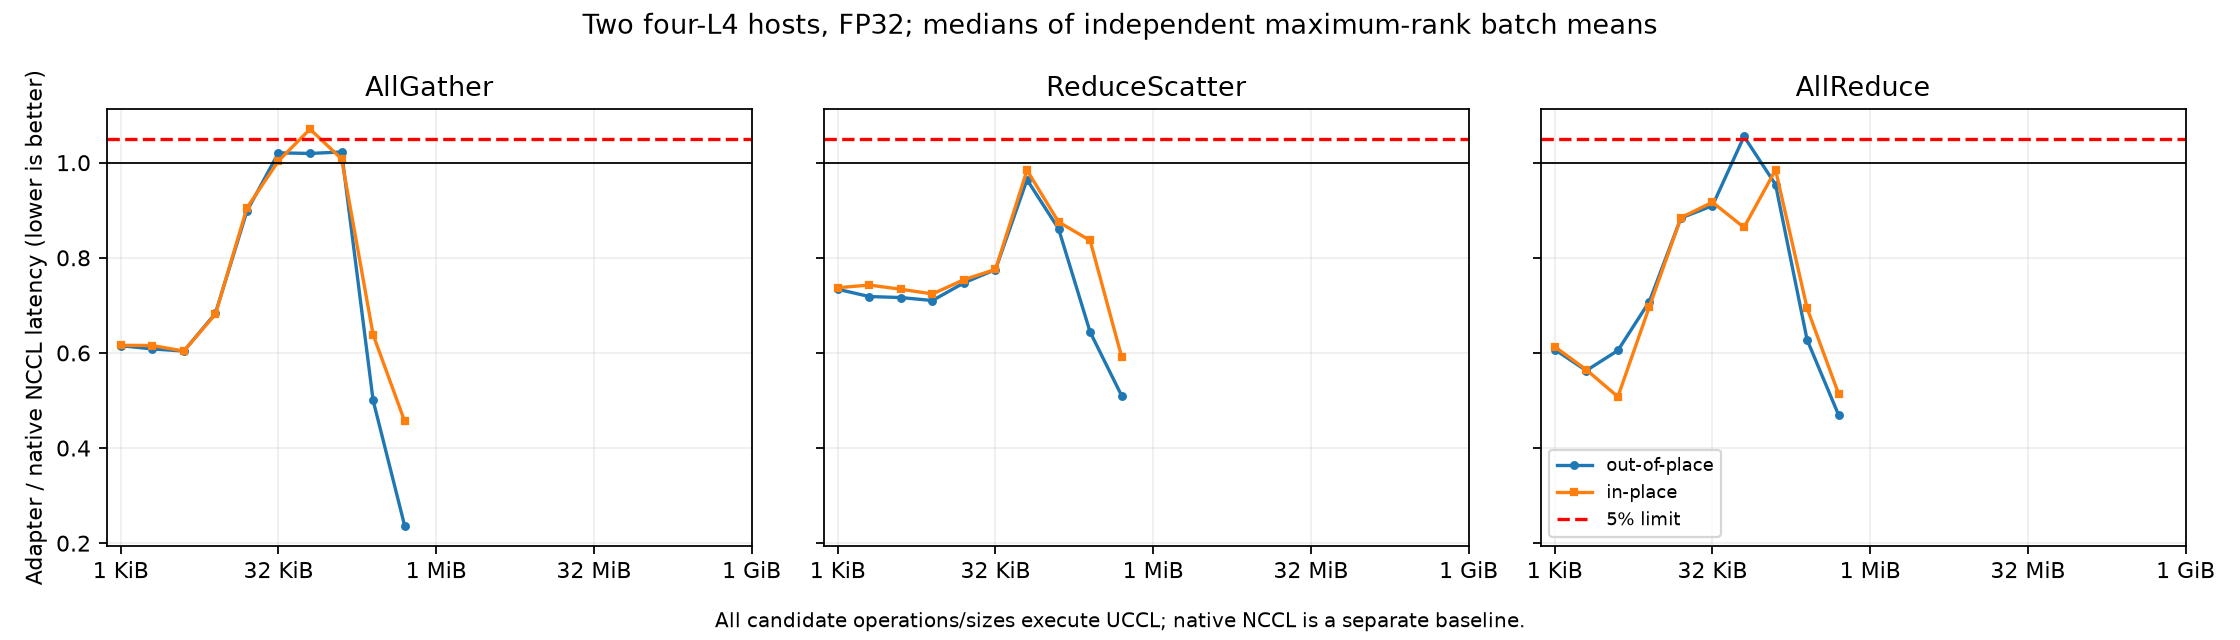 Two four-L4 hosts, FP32; medians of independent maximum-rank batch means
AllGather
ReduceScatter
AllReduce
Adapter / native NCCL latency (lower is better)
1.0
0.8
0.6
0.4
0.2
1 KiB
32 KiB
1 MiB
32 MiB
1 GiB
1 KiB
32 KiB
1 MiB
32 MiB
1 GiB
out-of-place
in-place
5% limit
1 KiB
32 KiB
1 MiB
32 MiB
1 GiB
All candidate operations/sizes execute UCCL; native NCCL is a separate baseline.